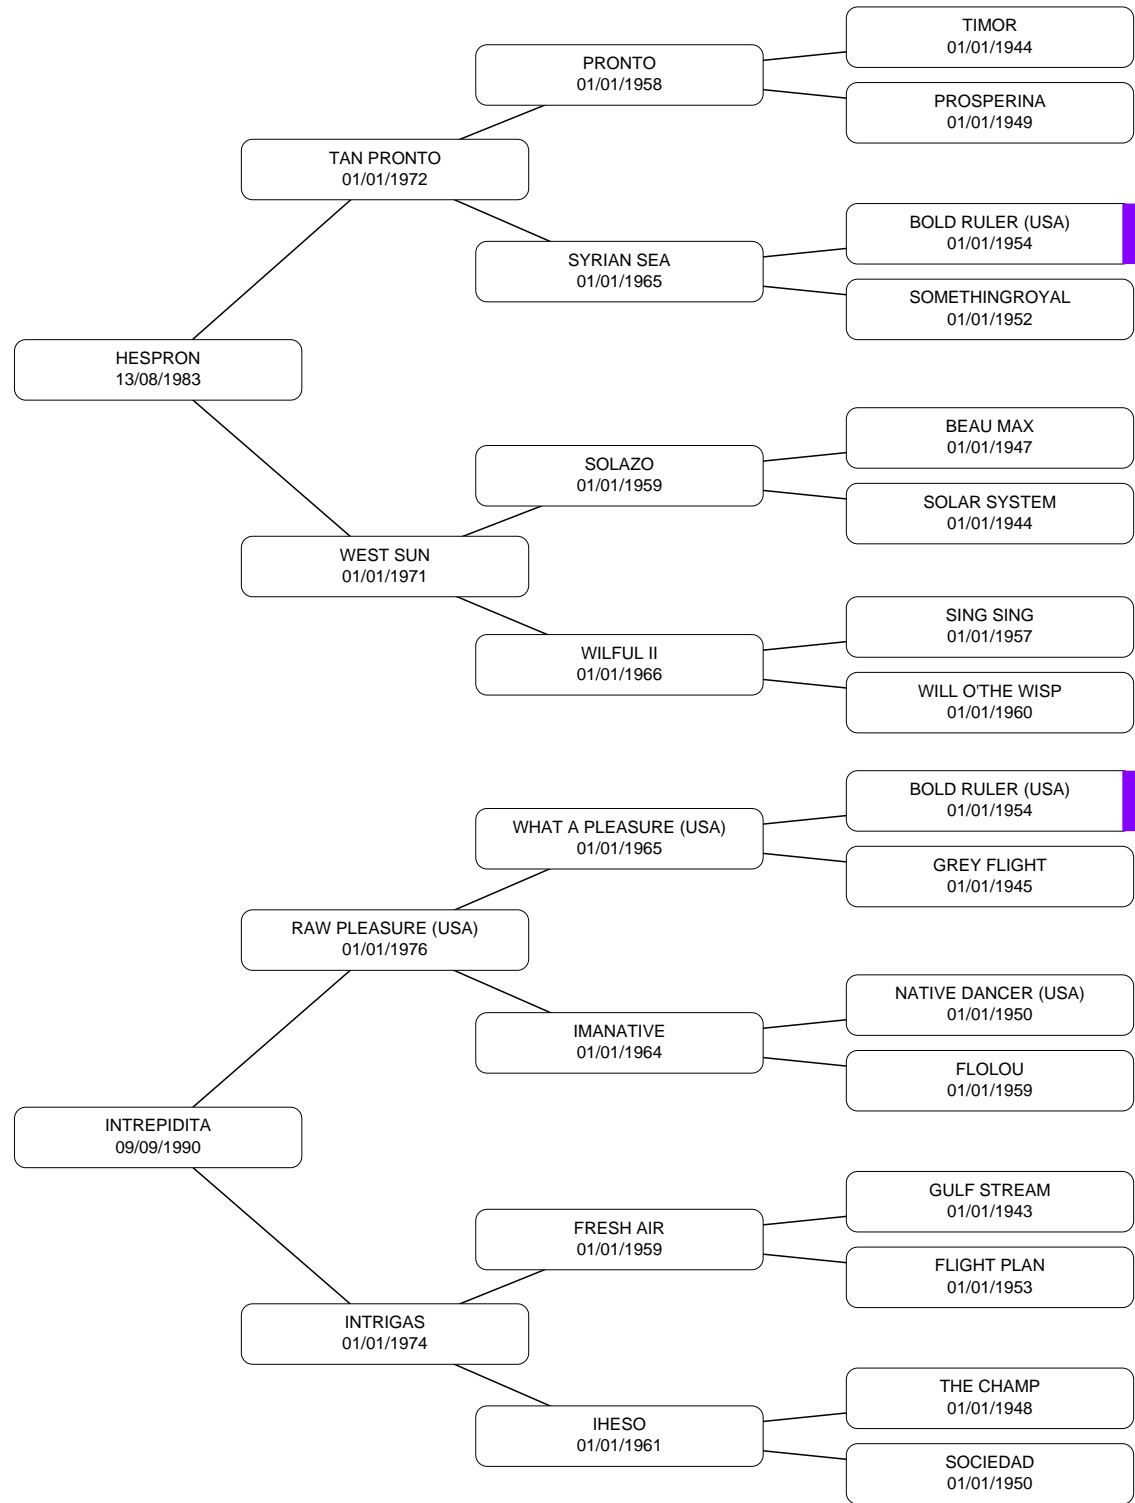 TIMOR
01/01/1944
PRONTO
01/01/1958
PROSPERINA
01/01/1949
TAN PRONTO
01/01/1972
BOLD RULER (USA)
01/01/1954
SYRIAN SEA
01/01/1965
SOMETHINGROYAL
01/01/1952
HESPRON
13/08/1983
BEAU MAX
01/01/1947
SOLAZO
01/01/1959
SOLAR SYSTEM
01/01/1944
WEST SUN
01/01/1971
SING SING
01/01/1957
WILFUL II
01/01/1966
WILL O'THE WISP
01/01/1960
BOLD RULER (USA)
01/01/1954
WHAT A PLEASURE (USA)
01/01/1965
GREY FLIGHT
01/01/1945
RAW PLEASURE (USA)
01/01/1976
NATIVE DANCER (USA)
01/01/1950
IMANATIVE
01/01/1964
FLOLOU
01/01/1959
INTREPIDITA
09/09/1990
GULF STREAM
01/01/1943
FRESH AIR
01/01/1959
FLIGHT PLAN
01/01/1953
INTRIGAS
01/01/1974
THE CHAMP
01/01/1948
IHESO
01/01/1961
SOCIEDAD
01/01/1950